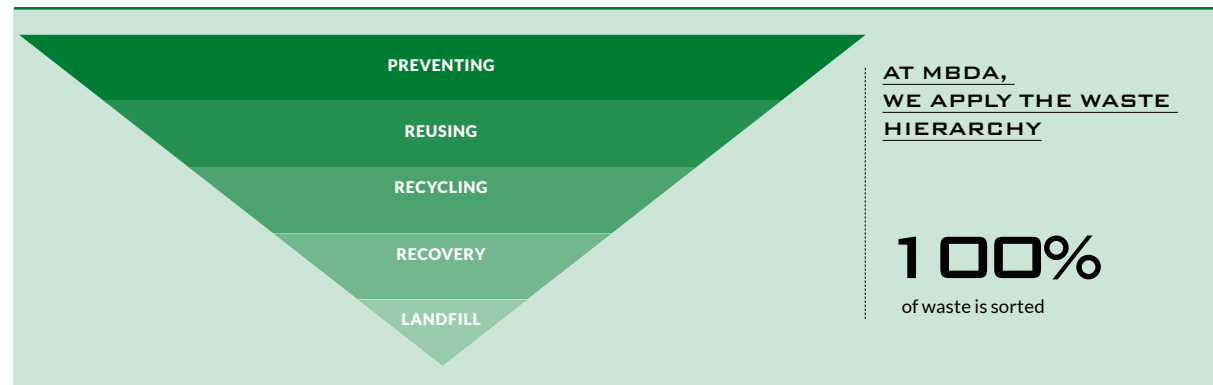 PREVENTING
REUSING
RECYCLING
RECOVERY
LANDFILL
AT MBDA,
WE APPLY THE WASTE
HIERARCHY
100%
of waste is sorted